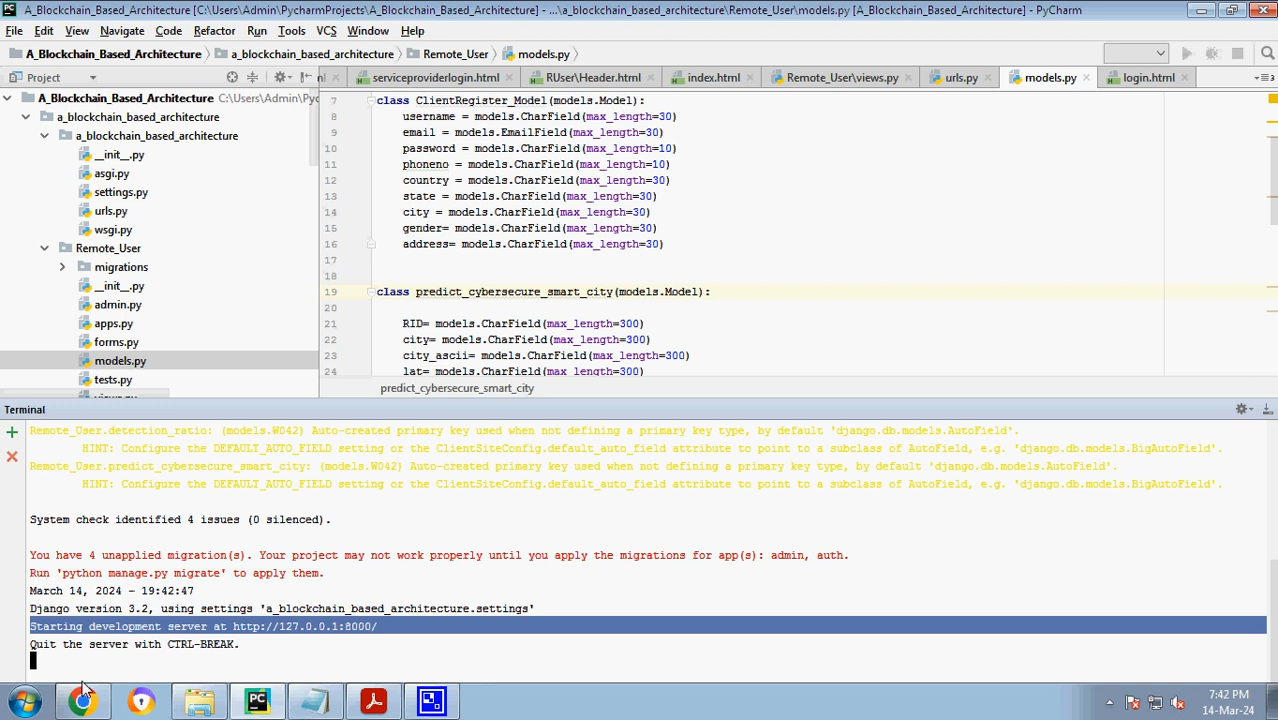 A_Blockchain_Based_Architecture [C:\Users\Admin\PycharmProjects\A_Blockchain_Based_Architecture] - ...\a_blockchain_based_architecture\Remote_User\models.py [A_Blockchain_Based_Architecture] - PyCharm
File Edit View Navigate Code Refactor Run Tools VCS Window Help
A_Blockchain_Based_Architecture a_blockchain_based_architecture Remote_User models.py
Project
nl serviceproviderlogin.html RUser\Header.html index.html Remote_User\views.py urls.py models.py login.html
A_Blockchain_Based_Architecture C:\Users\Admin\Pyc
a_blockchain_based_architecture
a_blockchain_based_architecture
__init__.py
asgi.py
settings.py
urls.py
wsgi.py
Remote_User
migrations
__init__.py
admin.py
apps.py
forms.py
models.py
tests.py
views.py
7 class ClientRegister_Model(models.Model):
8 username = models.CharField(max_length=30)
9 email = models.EmailField(max_length=30)
10 password = models.CharField(max_length=10)
11 phoneno = models.CharField(max_length=10)
12 country = models.CharField(max_length=30)
13 state = models.CharField(max_length=30)
14 city = models.CharField(max_length=30)
15 gender= models.CharField(max_length=30)
16 address= models.CharField(max_length=30)
17
18
19 class predict_cybersecure_smart_city(models.Model):
20
21 RID= models.CharField(max_length=300)
22 city= models.CharField(max_length=300)
23 city_ascii= models.CharField(max_length=300)
24 lat= models.CharField(max_length=300)
predict_cybersecure_smart_city
Terminal
Remote_User.detection_ratio: (models.W042) Auto-created primary key used when not defining a primary key type, by default 'django.db.models.AutoField'.
HINT: Configure the DEFAULT_AUTO_FIELD setting or the ClientSiteConfig.default_auto_field attribute to point to a subclass of AutoField, e.g. 'django.db.models.BigAutoField'.
Remote_User.predict_cybersecure_smart_city: (models.W042) Auto-created primary key used when not defining a primary key type, by default 'django.db.models.AutoField'.
HINT: Configure the DEFAULT_AUTO_FIELD setting or the ClientSiteConfig.default_auto_field attribute to point to a subclass of AutoField, e.g. 'django.db.models.BigAutoField'.
System check identified 4 issues (0 silenced).
You have 4 unapplied migration(s). Your project may not work properly until you apply the migrations for app(s): admin, auth.
Run 'python manage.py migrate' to apply them.
March 14, 2024 - 19:42:47
Django version 3.2, using settings 'a_blockchain_based_architecture.settings'
Starting development server at http://127.0.0.1:8000/
Quit the server with CTRL-BREAK.
7:42 PM
14-Mar-24